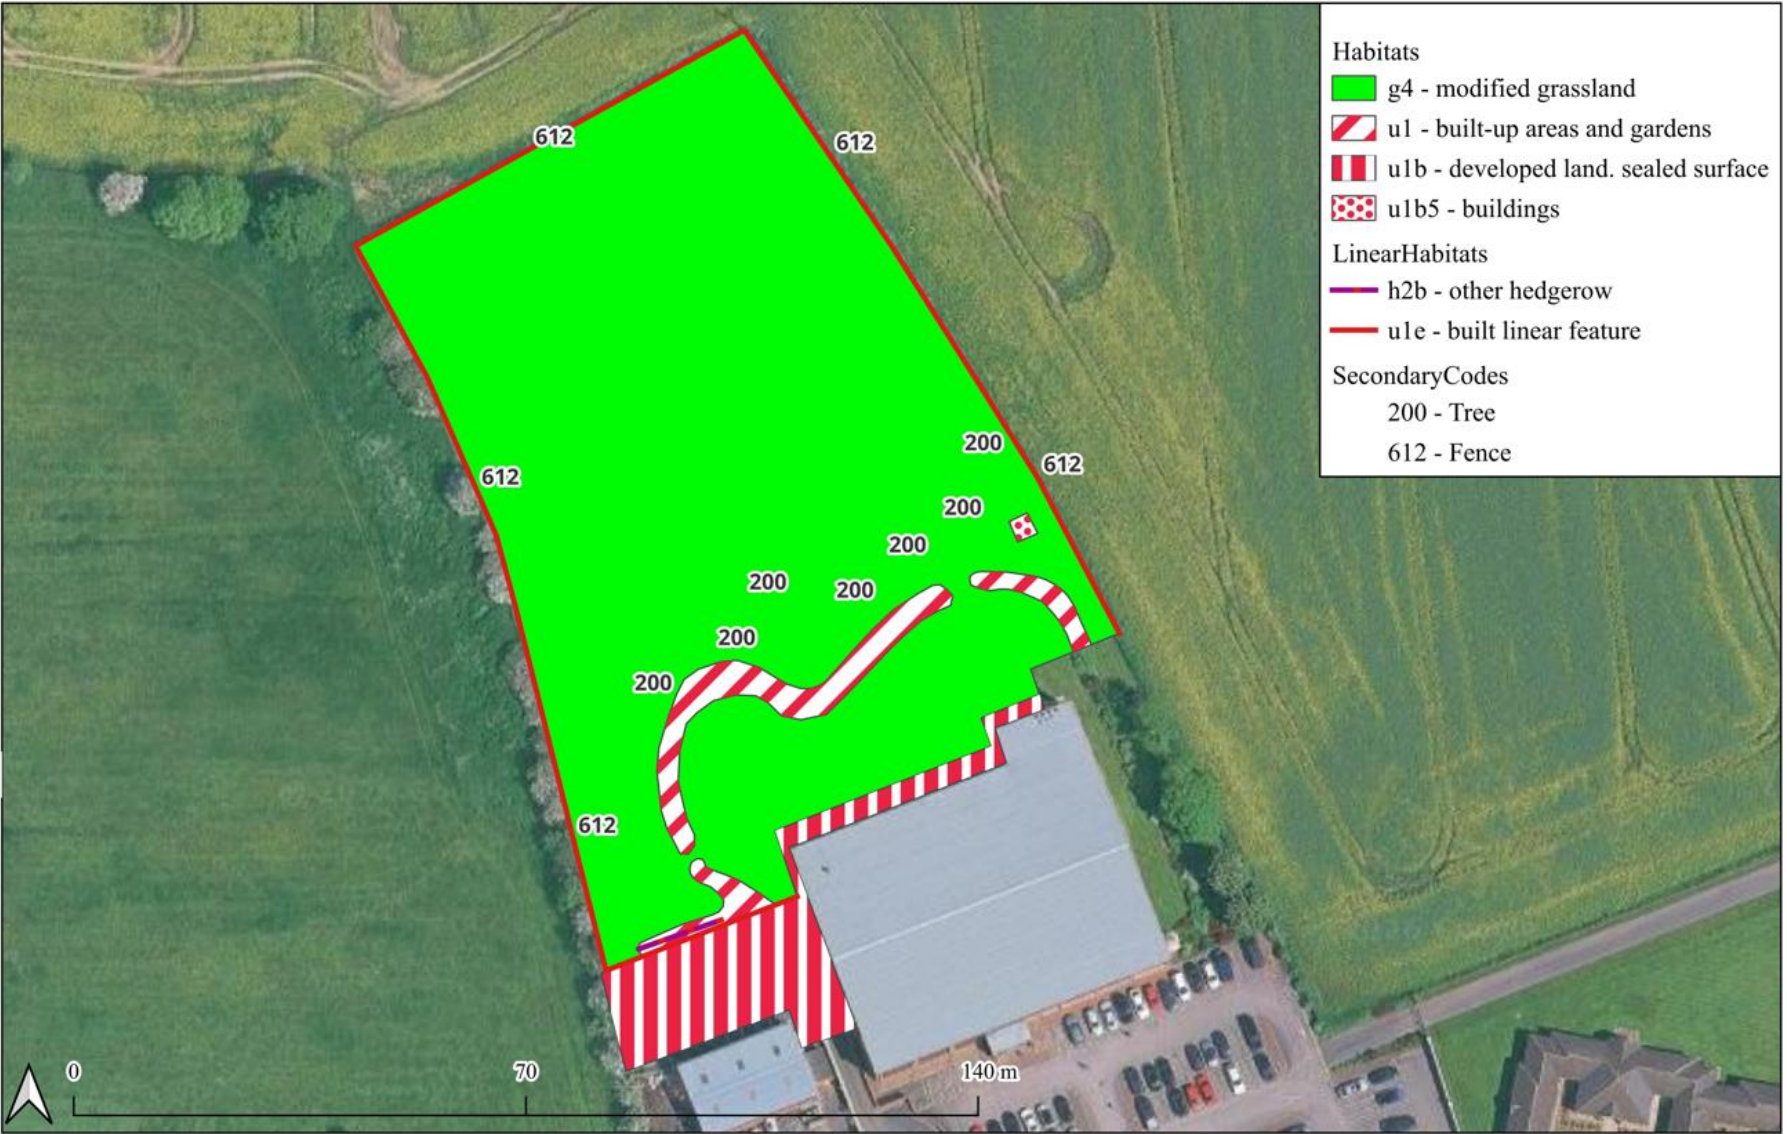 Habitats
g4 - modified grassland
u1 - built-up areas and gardens
u1b - developed land. sealed surface
u1b5 - buildings
LinearHabitats
h2b - other hedgerow
u1e - built linear feature
SecondaryCodes
200 - Tree
612 - Fence
612
612
200
612
612
200
200
200
200
200
200
612
0
70
140 m